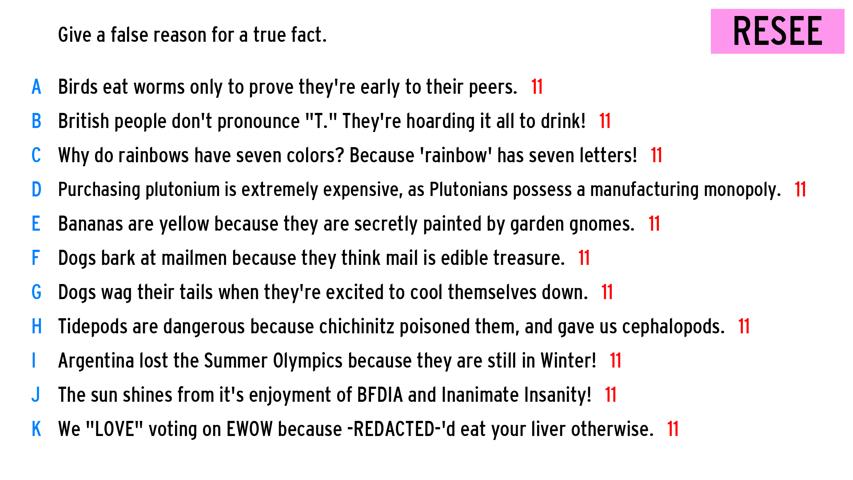 Give a false reason for a true fact.
RESEE
A Birds eat worms only to prove they're early to their peers. 11
B British people don't pronounce "T." They're hoarding it all to drink! 11
C Why do rainbows have seven colors? Because 'rainbow' has seven letters! 11
D Purchasing plutonium is extremely expensive, as Plutonians possess a manufacturing monopoly. 11
E Bananas are yellow because they are secretly painted by garden gnomes. 11
F Dogs bark at mailmen because they think mail is edible treasure. 11
G Dogs wag their tails when they're excited to cool themselves down. 11
H Tidepods are dangerous because chichinitz poisoned them, and gave us cephalopods. 11
I Argentina lost the Summer Olympics because they are still in Winter! 11
J The sun shines from it's enjoyment of BFDIA and Inanimate Insanity! 11
K We "LOVE" voting on EWOW because -REDACTED-'d eat your liver otherwise. 11